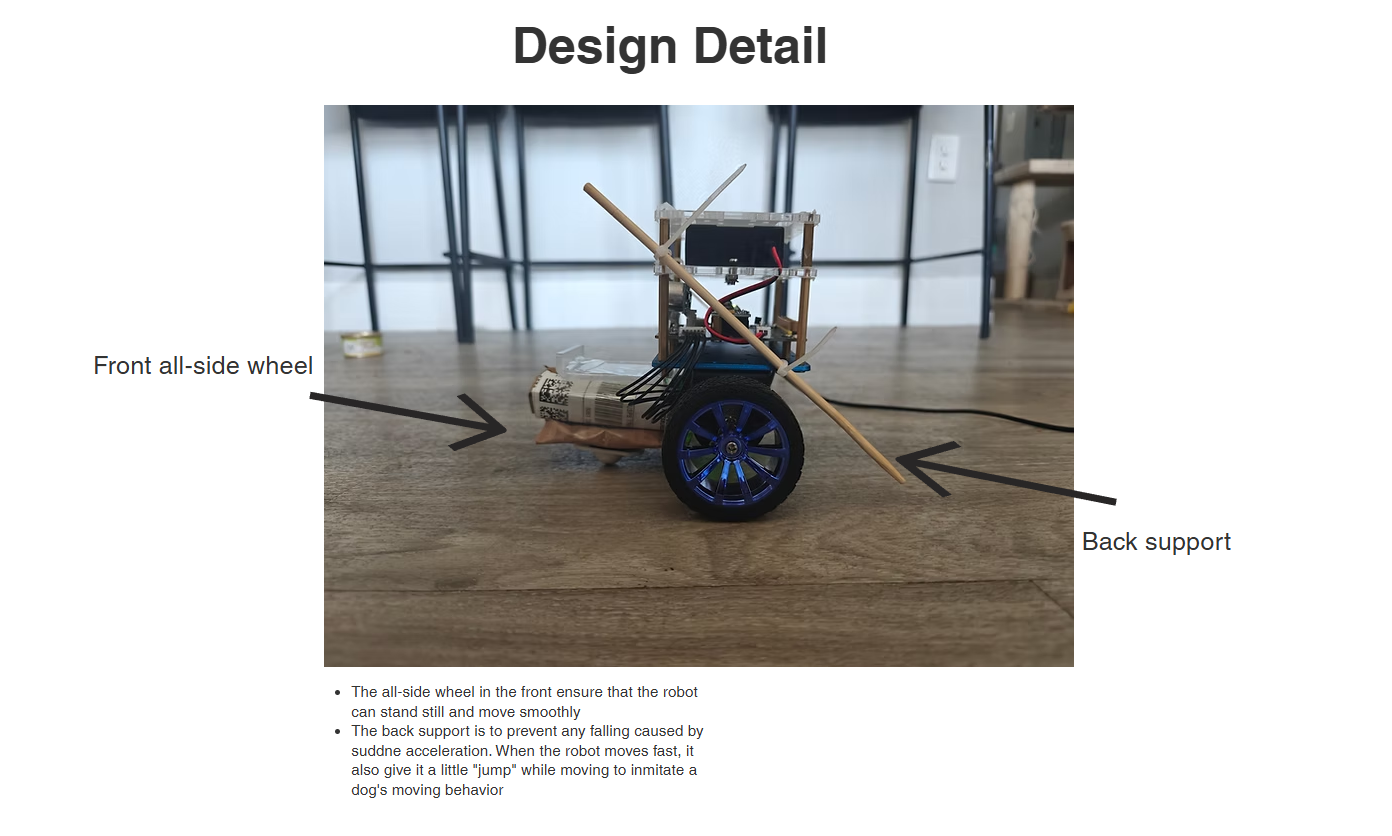 Design Detail
Front all-side wheel
Back support
• The all-side wheel in the front ensure that the robot
can stand still and move smoothly
• The back support is to prevent any falling caused by
suddne acceleration. When the robot moves fast, it
also give it a little "jump" while moving to inmitate a
dog's moving behavior